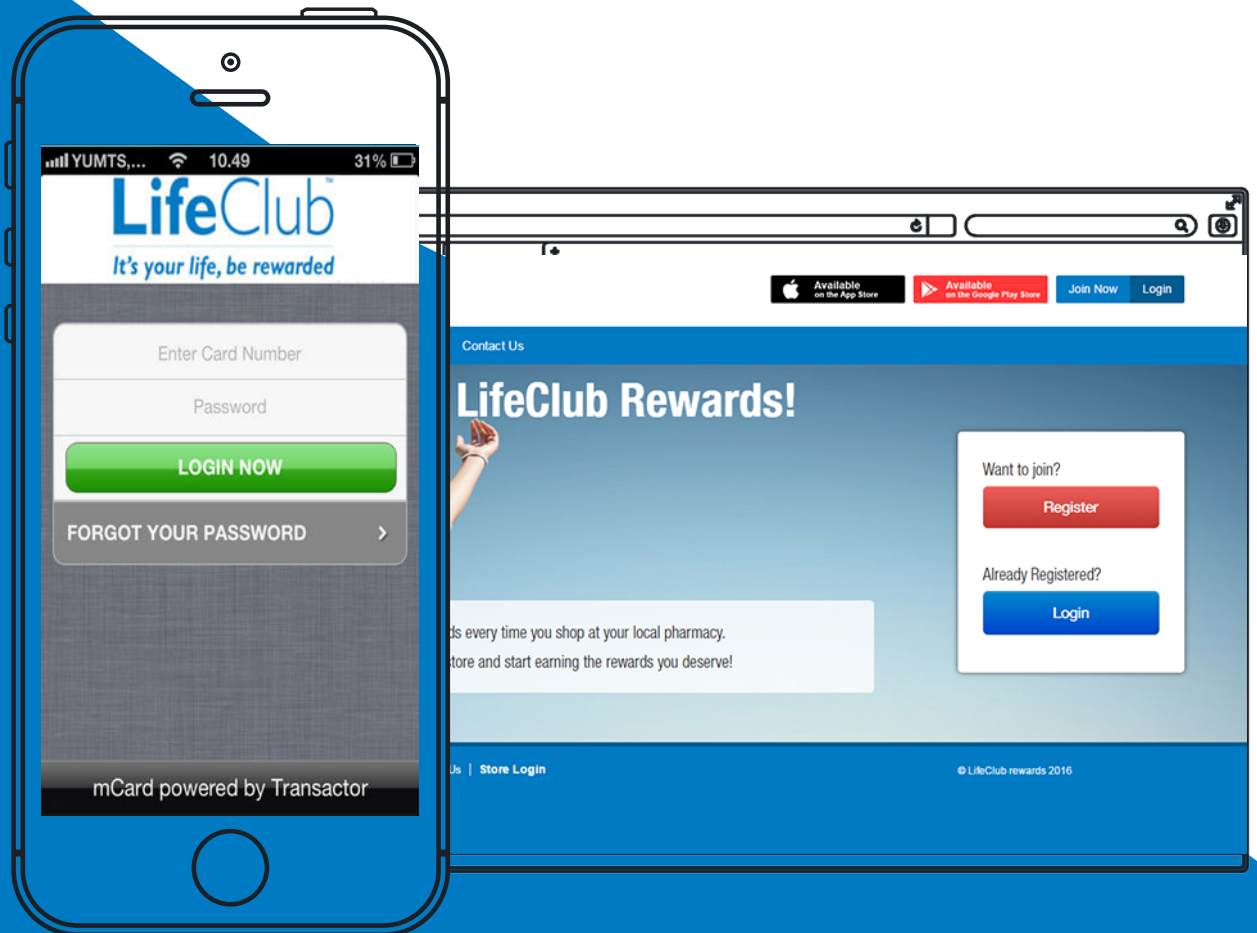 YUMTS,... 10.49 31%
LifeClub™
It's your life, be rewarded
Enter Card Number
Password
LOGIN NOW
FORGOT YOUR PASSWORD >
mCard powered by Transactor
Available
on the App Store
Available
on the Google Play Store
Join Now
Login
Contact Us
LifeClub Rewards!
Want to join?
Register
Already Registered?
Login
every time you shop at your local pharmacy.
and start earning the rewards you deserve!
Us | Store Login
© LifeClub rewards 2016